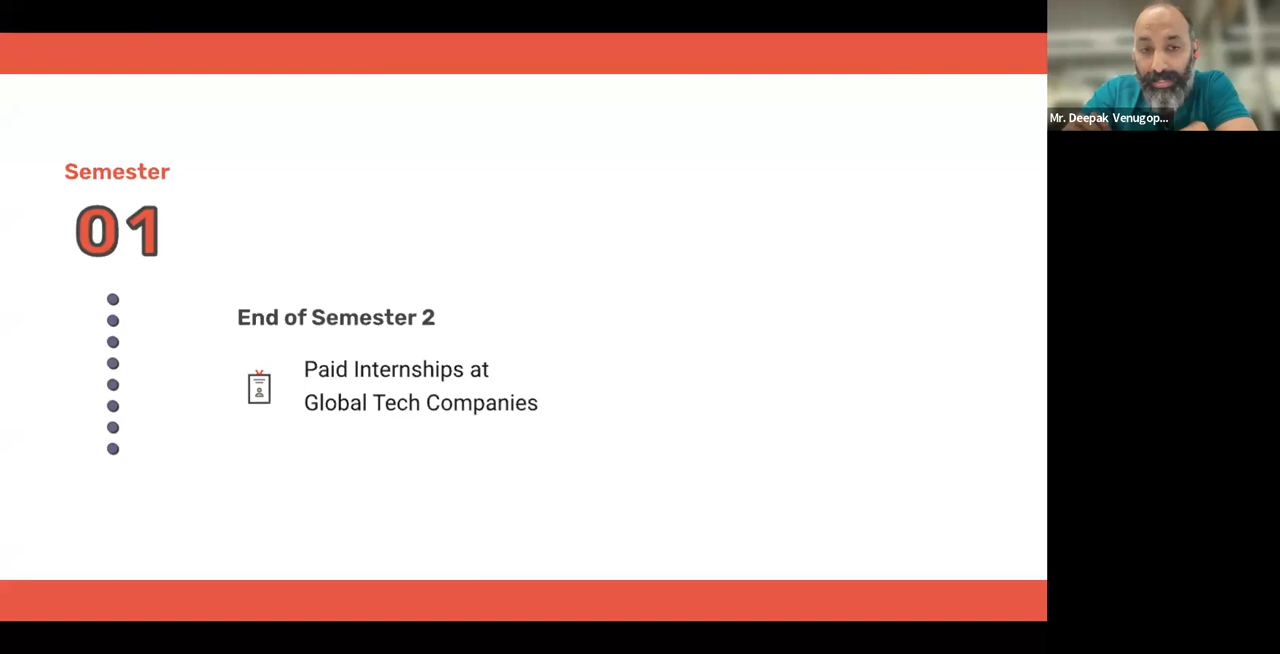 Semester
01
End of Semester 2
Paid Internships at
Global Tech Companies
Mr. Deepak Venugop...